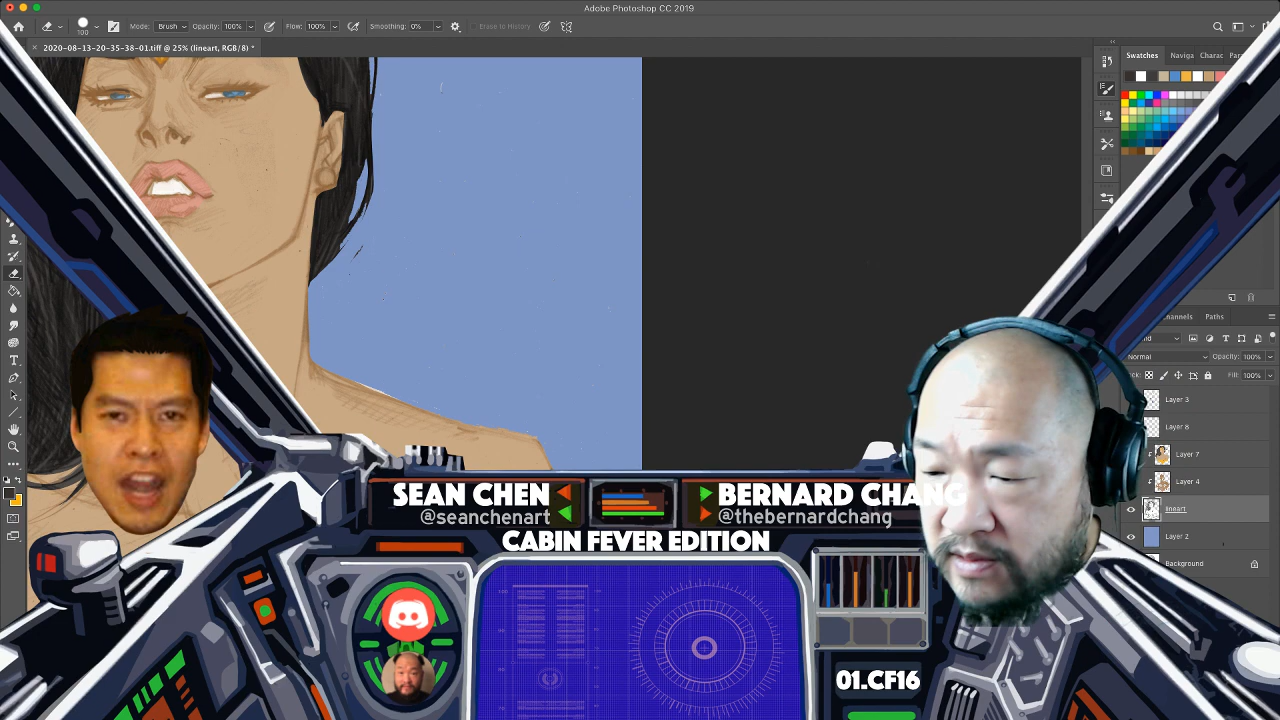 Adobe Photoshop CC 2019
100
Mode: Brush
Opacity: 100%
Flow: 100%
Smoothing: 0%
Erase to History
× 2020-08-13-20-35-38-01.tiff @ 25% (lineart, RGB/8) *
Swatches
Naviga
Charac
Par
Paths
Normal
Opacity: 100%
Fill: 100%
Layer 3
Layer 8
Layer 7
Layer 4
lineart
Layer 2
Background
SEAN CHEN
@seanchenart
BERNARD CHANG
@thebernardchang
CABIN FEVER EDITION
01.CF16